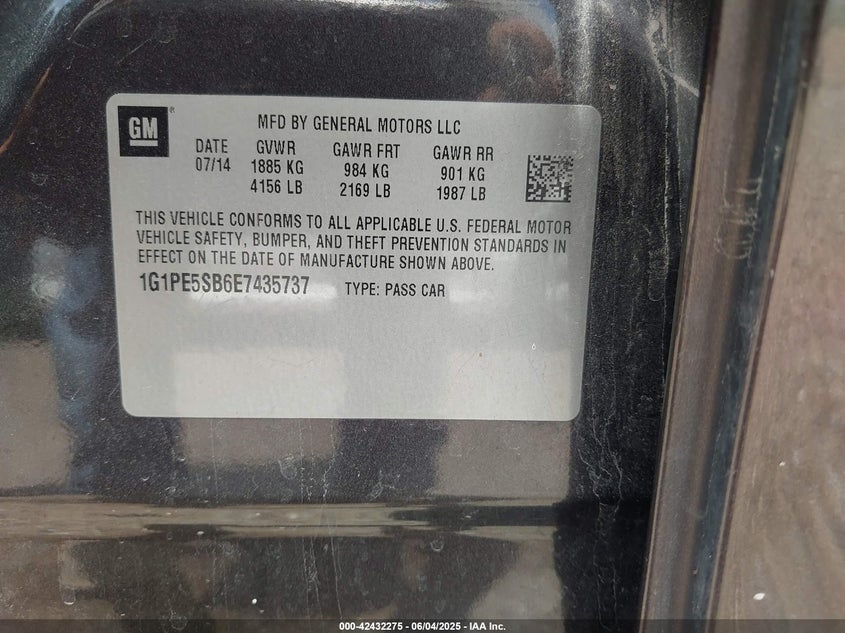 GM ®
MFD BY GENERAL MOTORS LLC
DATE GVWR GAWR FRT GAWR RR
07/14 1885 KG 984 KG 901 KG
4156 LB 2169 LB 1987 LB
THIS VEHICLE CONFORMS TO ALL APPLICABLE U.S. FEDERAL MOTOR
VEHICLE SAFETY, BUMPER, AND THEFT PREVENTION STANDARDS IN
EFFECT ON THE DATE OF MANUFACTURE SHOWN ABOVE.
1G1PE5SB6E7435737 TYPE: PASS CAR
000-42432275 - 06/04/2025 - IAA Inc.